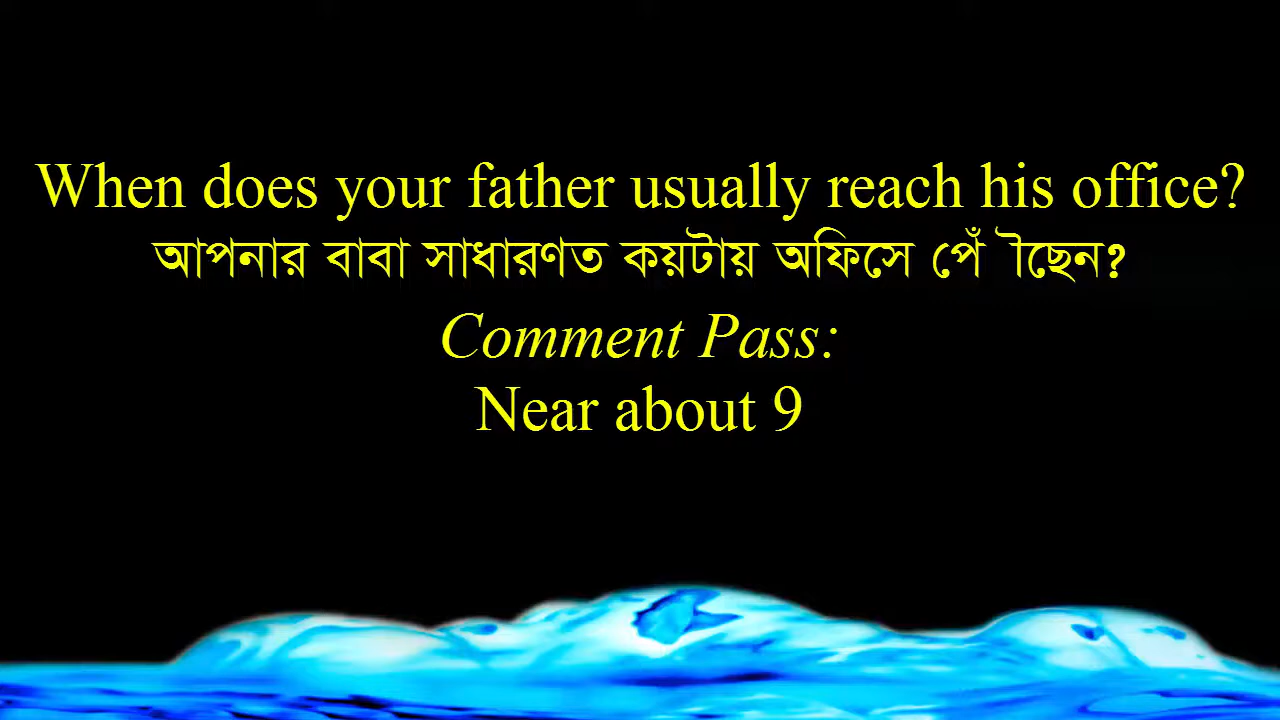 When does your father usually reach his office?
আপনার বাবা সাধারণত কয়টায় অফিসে পেঁ ৗছেন?
Comment Pass:
Near about 9